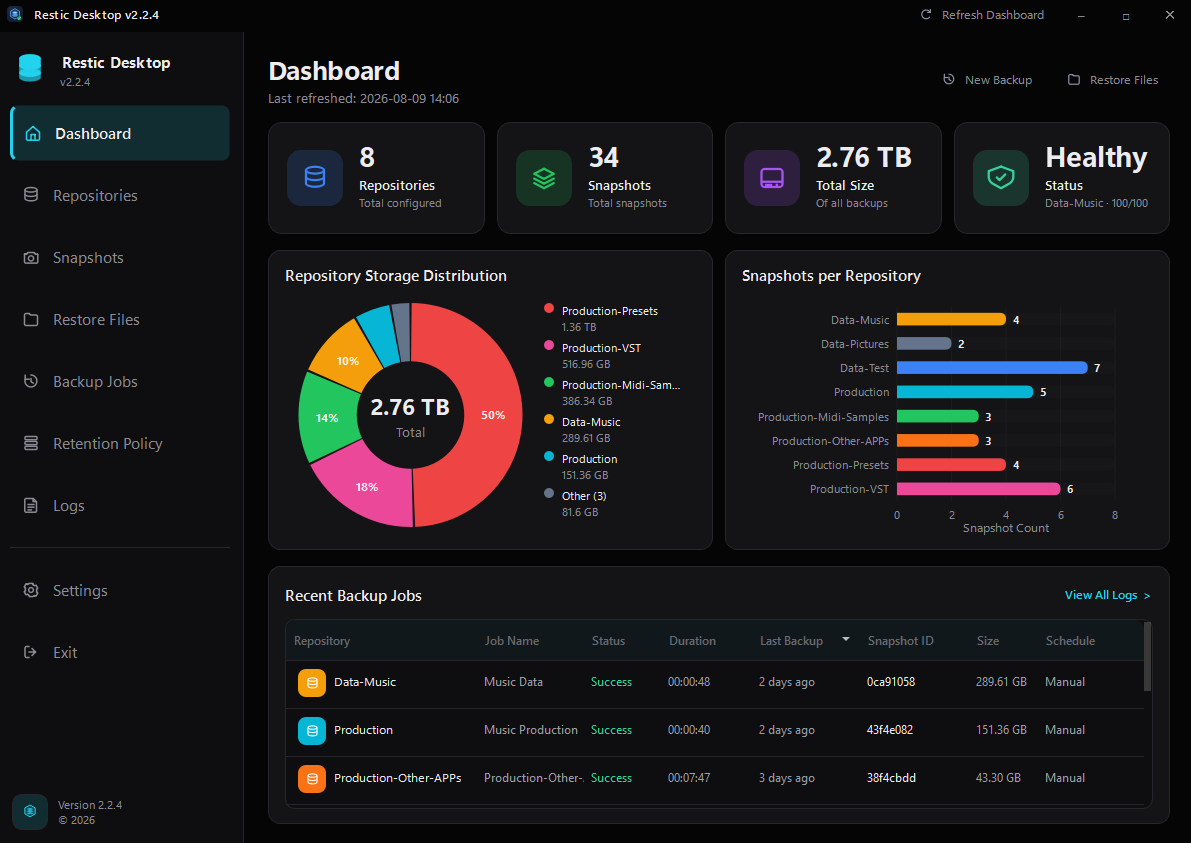 Restic Desktop v2.2.4
Refresh Dashboard
Restic Desktop
v2.2.4
Dashboard
Repositories
Snapshots
Restore Files
Backup Jobs
Retention Policy
Logs
Settings
Exit
Version 2.2.4
© 2026
Dashboard
Last refreshed: 2026-08-09 14:06
New Backup
Restore Files
8
Repositories
Total configured
34
Snapshots
Total snapshots
2.76 TB
Total Size
Of all backups
Healthy
Status
Data-Music · 100/100
Repository Storage Distribution
50%
18%
14%
10%
2.76 TB
Total
Production-Presets
1.36 TB
Production-VST
516.96 GB
Production-Midi-Sam...
386.34 GB
Data-Music
289.61 GB
Production
151.36 GB
Other (3)
81.6 GB
Snapshots per Repository
Data-Music 4
Data-Pictures 2
Data-Test 7
Production 5
Production-Midi-Samples 3
Production-Other-APPs 3
Production-Presets 4
Production-VST 6
0 2 4 6 8
Snapshot Count
Recent Backup Jobs
View All Logs >
Repository Job Name Status Duration Last Backup Snapshot ID Size Schedule
Data-Music Music Data Success 00:00:48 2 days ago 0ca91058 289.61 GB Manual
Production Music Production Success 00:00:40 2 days ago 43f4e082 151.36 GB Manual
Production-Other-APPs Production-Other-. Success 00:07:47 3 days ago 38f4cbdd 43.30 GB Manual